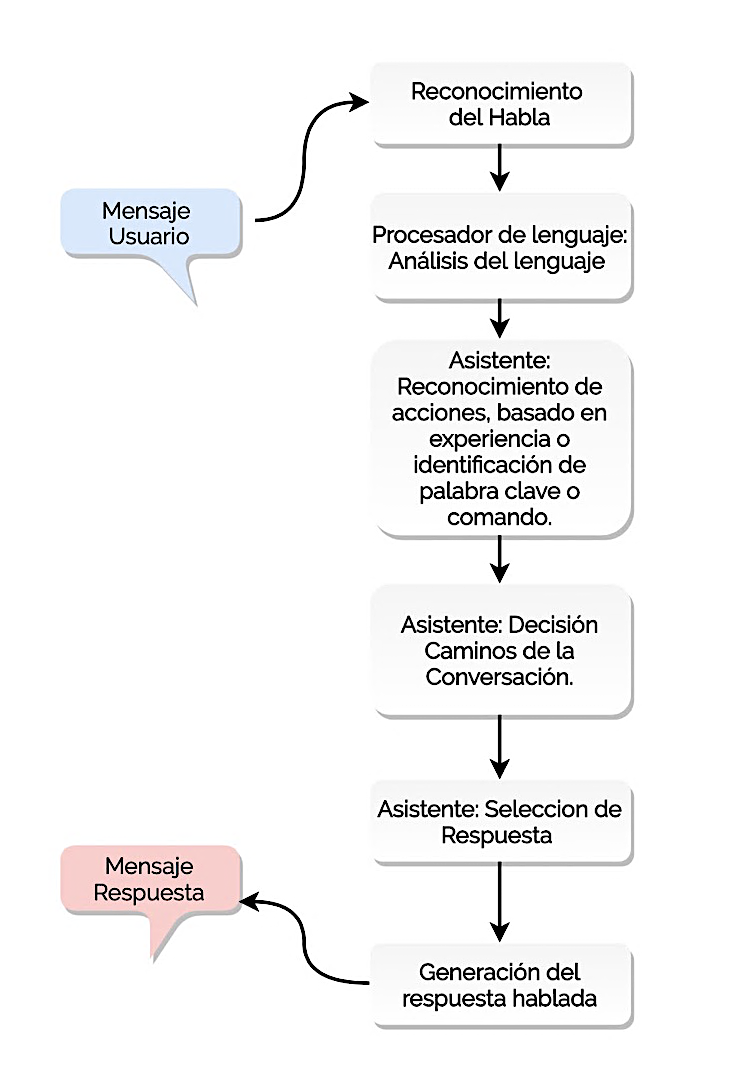 Mensaje
Usuario
Reconocimiento
del Habla
Procesador de lenguaje:
Análisis del lenguaje
Asistente:
Reconocimiento de
acciones, basado en
experiencia o
identificación de
palabra clave o
comando.
Asistente: Decisión
Caminos de la
Conversación.
Asistente: Seleccion de
Respuesta
Generación del
respuesta hablada
Mensaje
Respuesta